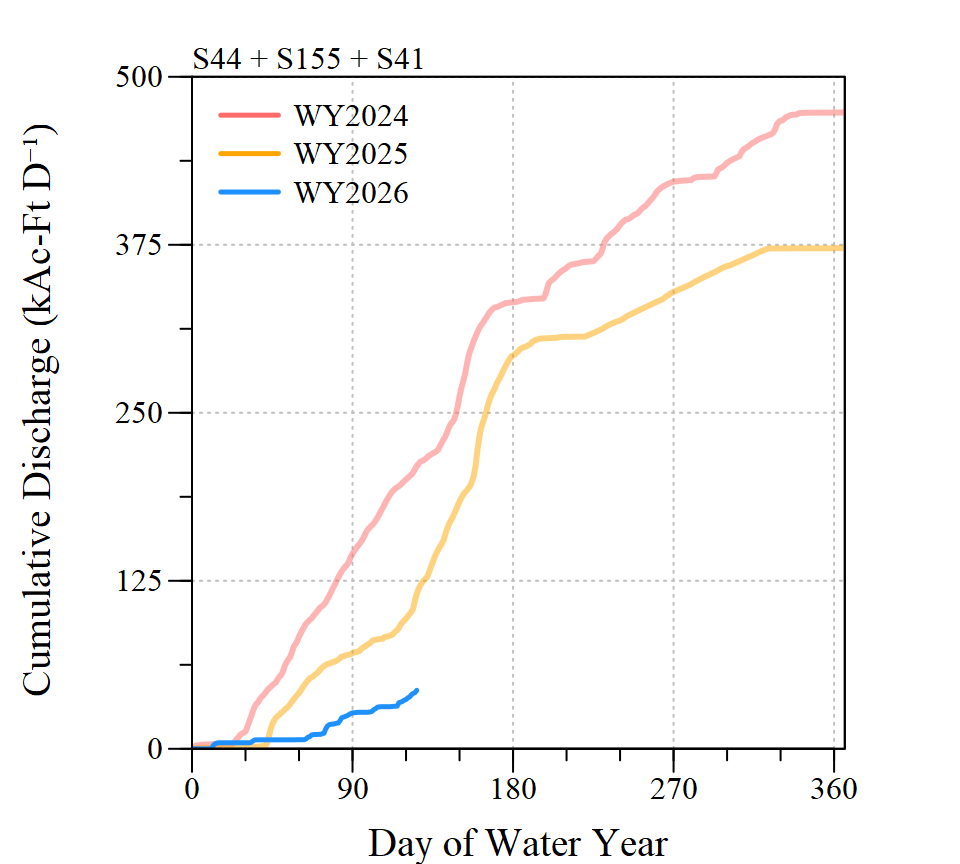 S44 + S155 + S41
500
375
250
125
0
WY2024
WY2025
WY2026
Cumulative Discharge (kAc-Ft D⁻¹)
0 90 180 270 360
Day of Water Year